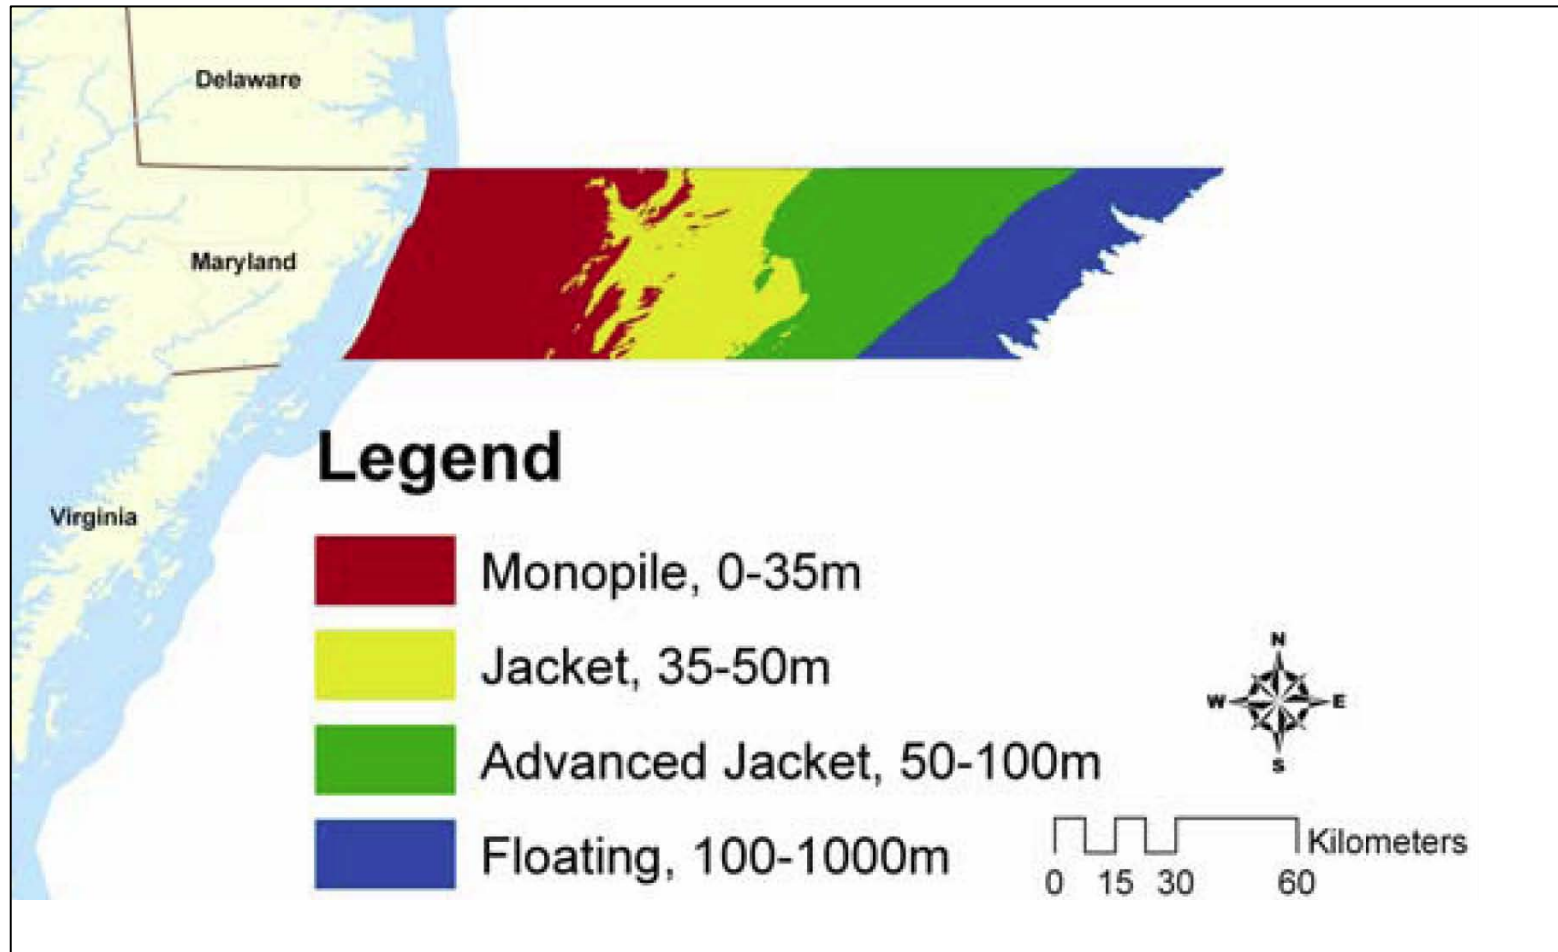 Delaware
Maryland
Virginia
Legend
Monopile, 0-35m
Jacket, 35-50m
Advanced Jacket, 50-100m
Floating, 100-1000m
N
W E
S
Kilometers
0 15 30 60